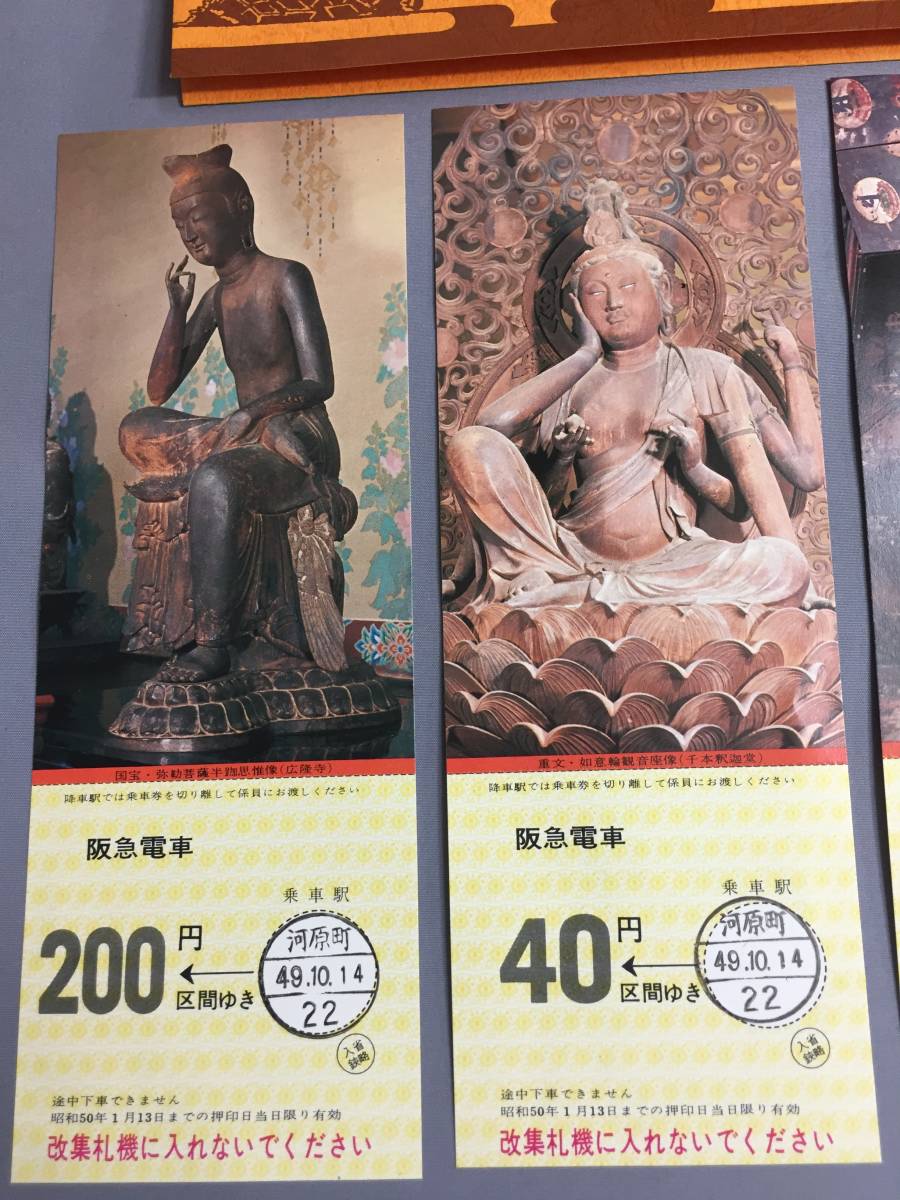 国宝・弥勒菩薩半跏思惟像(広隆寺)
降車駅では乗車券を切り離して係員にお渡しください
阪急電車
乗車駅
200円
区間ゆき
河原町
49.10.14
22
入省
鋏略
途中下車できません
昭和50年1月13日までの押印日当日限り有効
改集札機に入れないでください
重文・如意輪観音座像(千本釈迦堂)
降車駅では乗車券を切り離して係員にお渡しください
阪急電車
乗車駅
40円
区間ゆき
河原町
49.10.14
22
入省
鋏略
途中下車できません
昭和50年1月13日までの押印日当日限り有効
改集札機に入れないでください